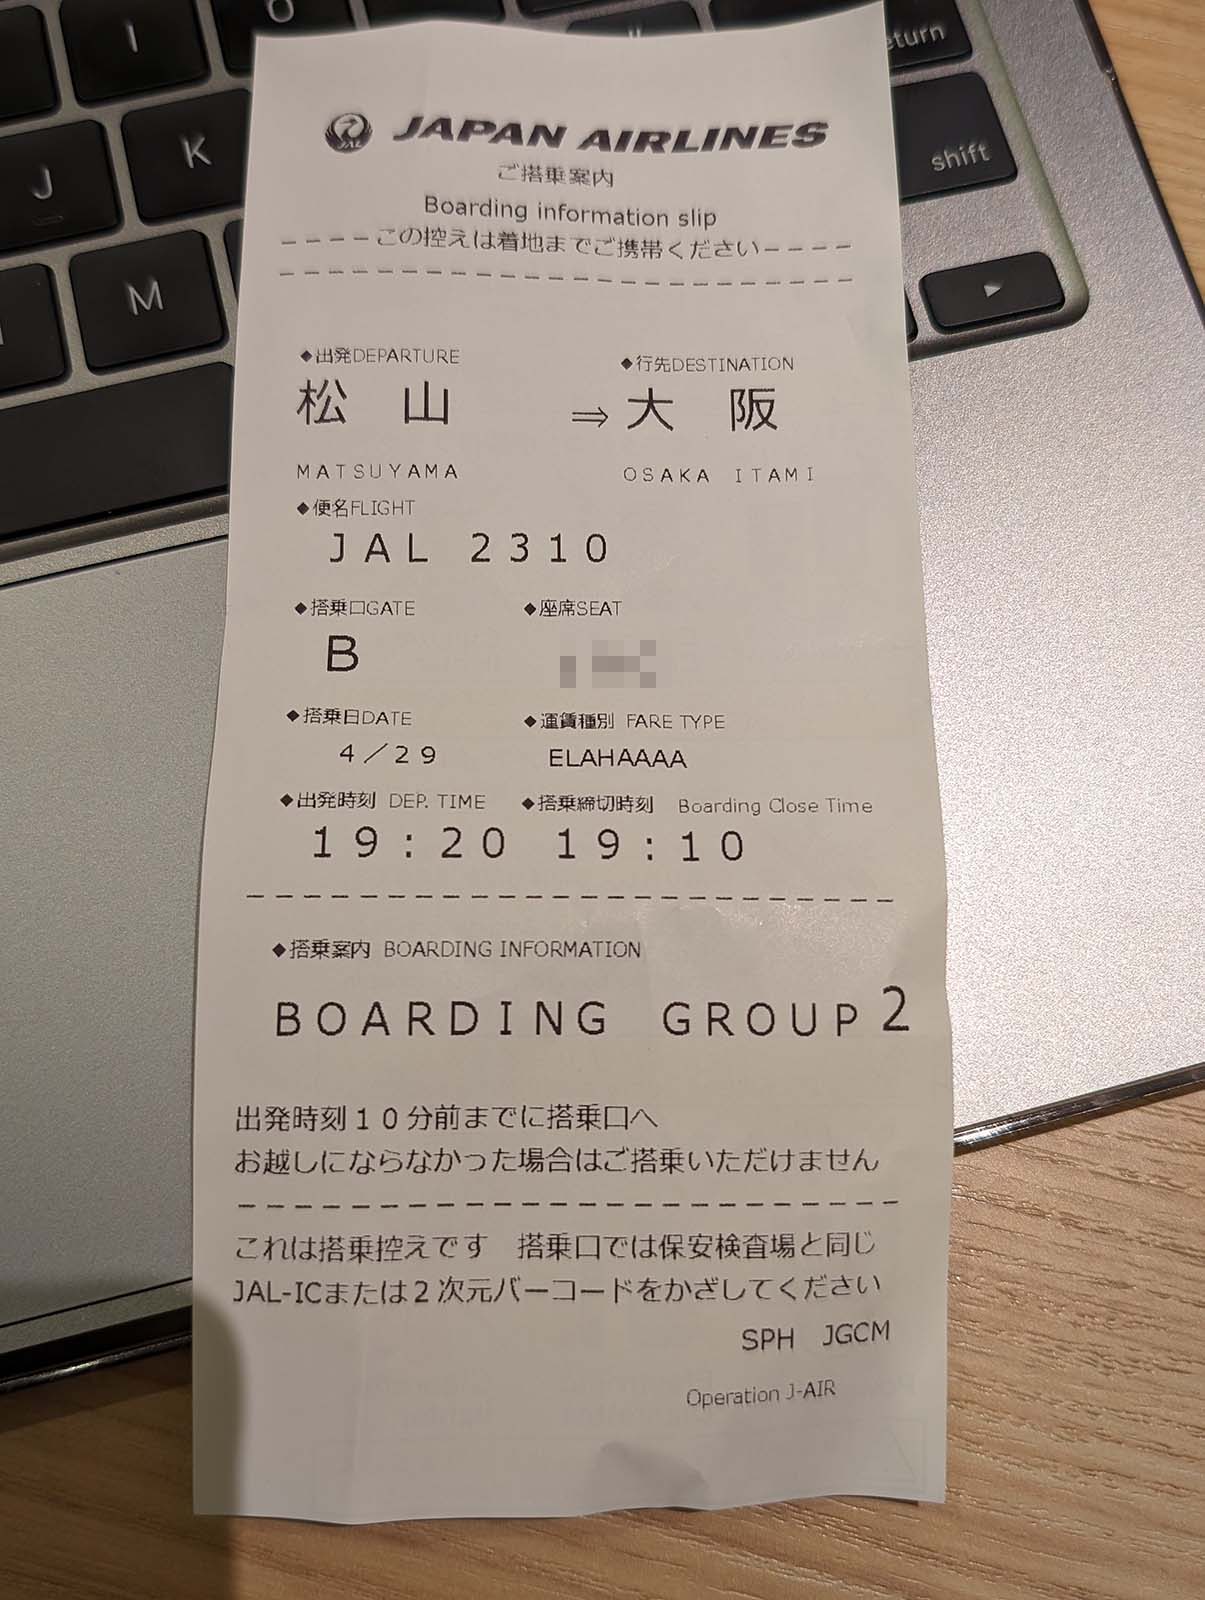 I
O
return
J
K
shift
M
JAL JAPAN AIRLINES
ご搭乗案内
Boarding information slip
----この控えは着地までご携帯ください----
◆出発DEPARTURE ◆行先DESTINATION
松 山 ⇒ 大 阪
MATSUYAMA OSAKA ITAMI
◆便名FLIGHT
JAL 2310
◆搭乗口GATE ◆座席SEAT
B
◆搭乗日DATE ◆運賃種別 FARE TYPE
4/29 ELAHAAAA
◆出発時刻 DEP. TIME ◆搭乗締切時刻 Boarding Close Time
19:20 19:10
◆搭乗案内 BOARDING INFORMATION
BOARDING GROUP 2
出発時刻10分前までに搭乗口へ
お越しにならなかった場合はご搭乗いただけません
これは搭乗控えです 搭乗口では保安検査場と同じ
JAL-ICまたは2次元バーコードをかざしてください
SPH JGCM
Operation J-AIR